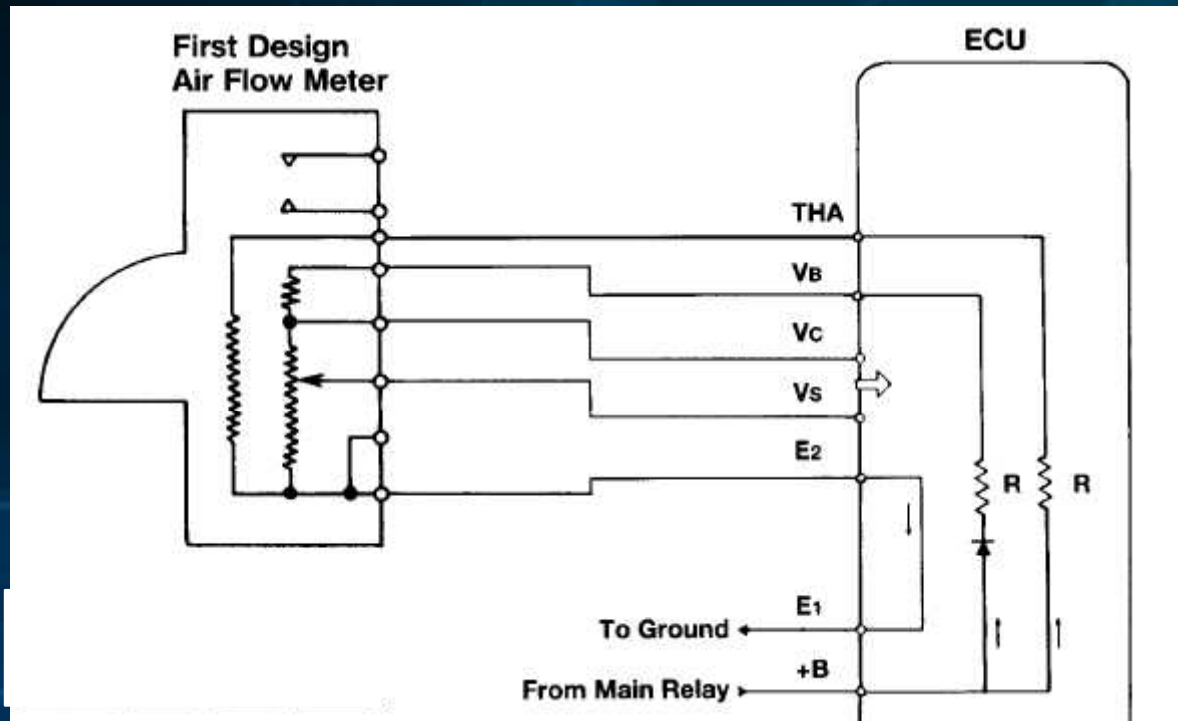 First Design
Air Flow Meter
ECU
THA
VB
VC
VS
E2
R R
E1
To Ground
+B
From Main Relay